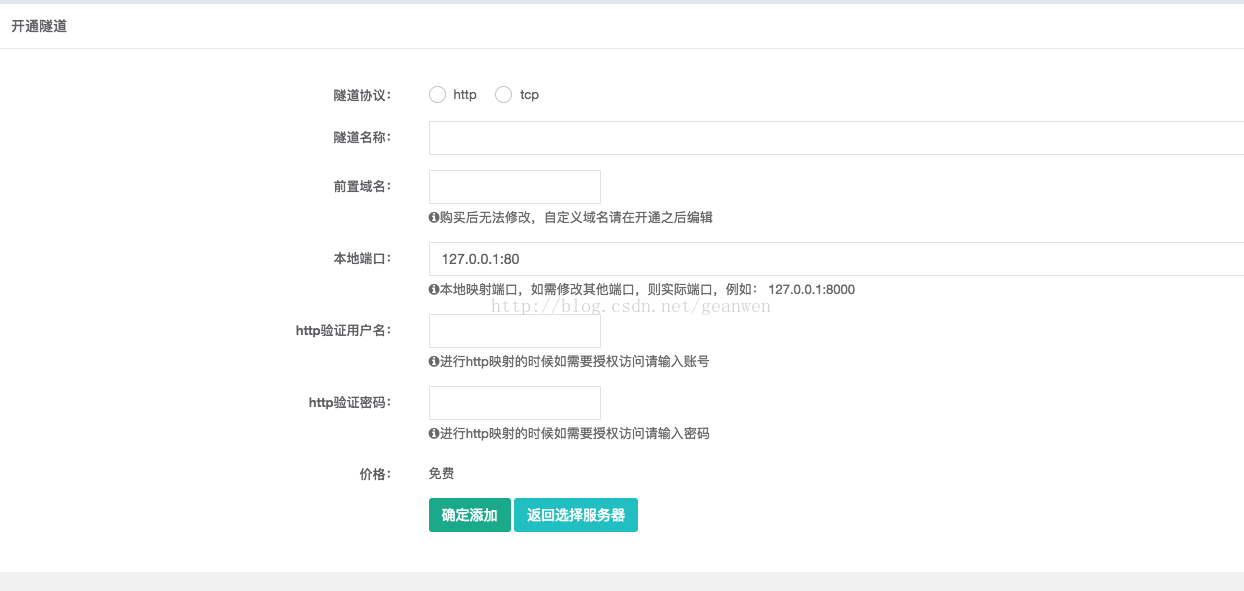 开通隧道
隧道协议：
http tcp
隧道名称：
前置域名：
购买后无法修改，自定义域名请在开通之后编辑
本地端口：
127.0.0.1:80
本地映射端口，如需修改其他端口，则实际端口，例如： 127.0.0.1:8000
http://blog.csdn.net/geanwen
http验证用户名：
进行http映射的时候如需要授权访问请输入账号
http验证密码：
进行http映射的时候如需要授权访问请输入密码
价格：
免费
确定添加 返回选择服务器